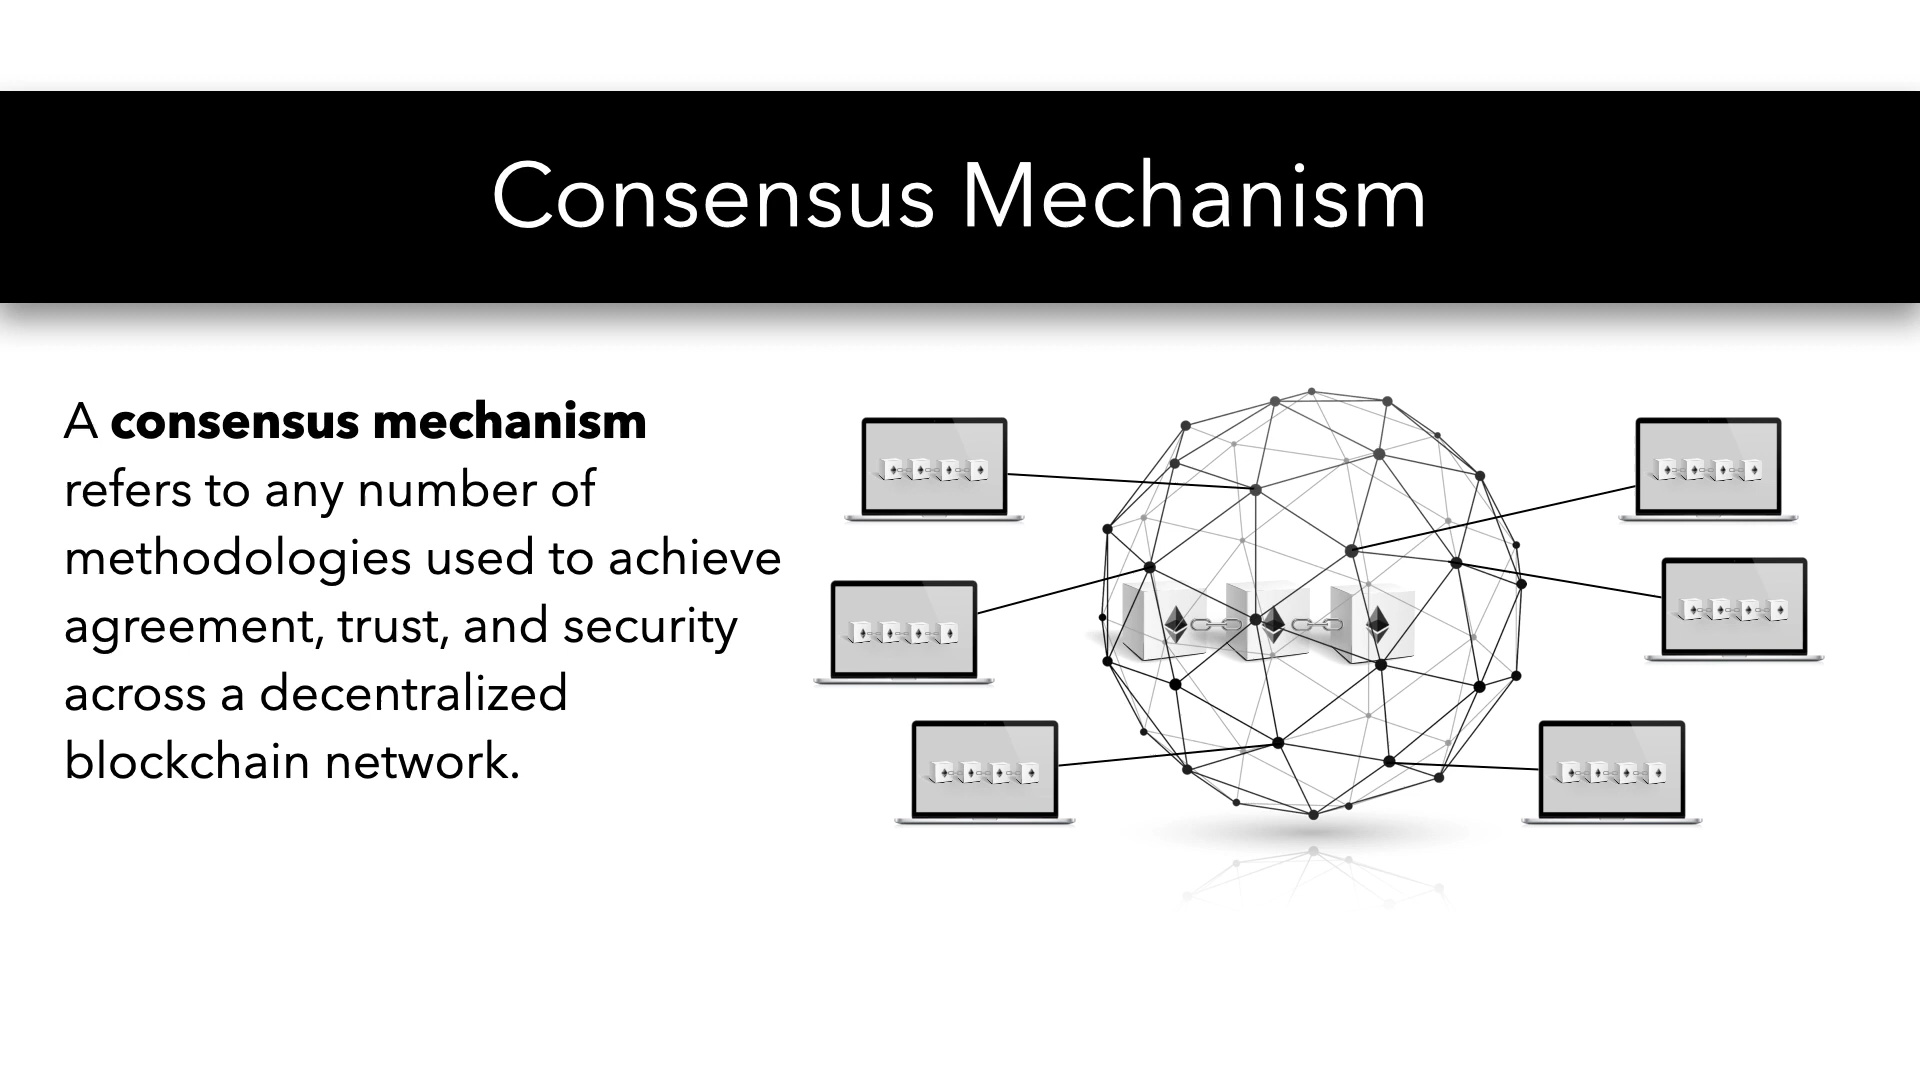 Consensus Mechanism
A consensus mechanism
refers to any number of
methodologies used to achieve
agreement, trust, and security
across a decentralized
blockchain network.